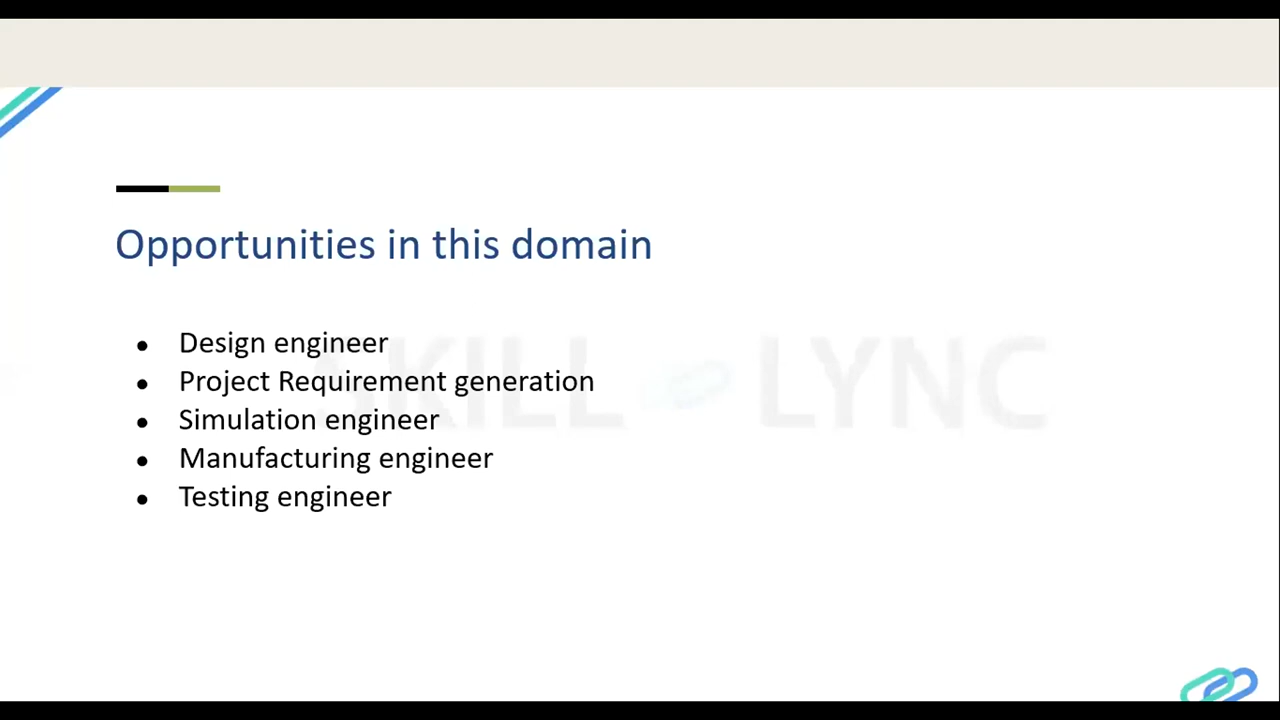 Opportunities in this domain
Design engineer
Project Requirement generation
Simulation engineer
Manufacturing engineer
Testing engineer
SKILL LYNC